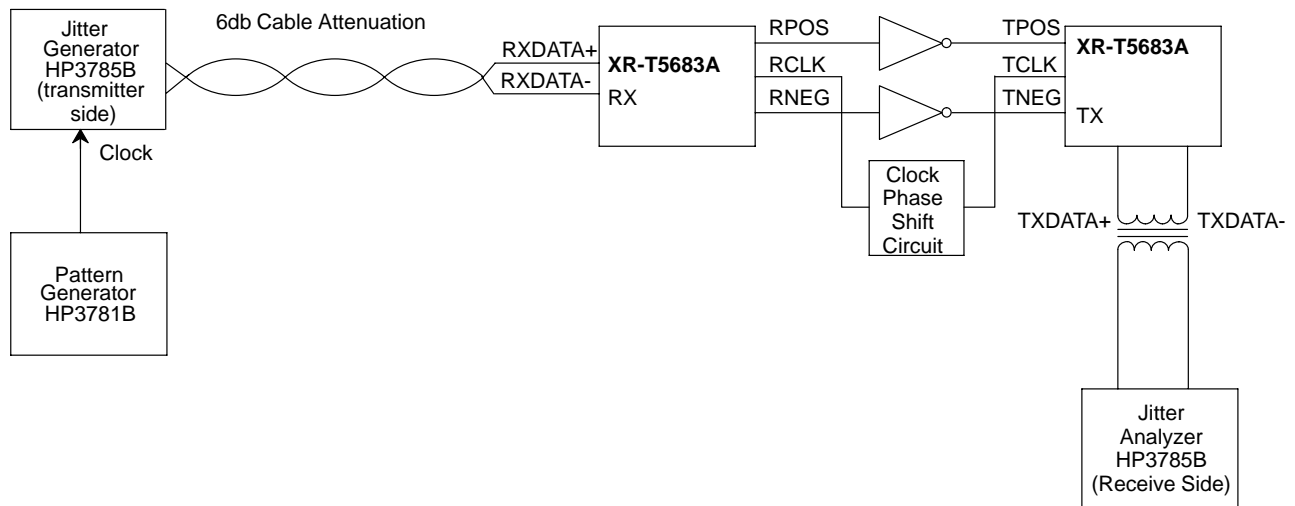 6db Cable Attenuation
Jitter
Generator
HP3785B
(transmitter
side)
Clock
Pattern
Generator
HP3781B
RXDATA+
RXDATA-
XR-T5683A
RX
RPOS
RCLK
RNEG
Clock
Phase
Shift
Circuit
TPOS
TCLK
TNEG
XR-T5683A
TX
TXDATA+
TXDATA-
Jitter
Analyzer
HP3785B
(Receive Side)